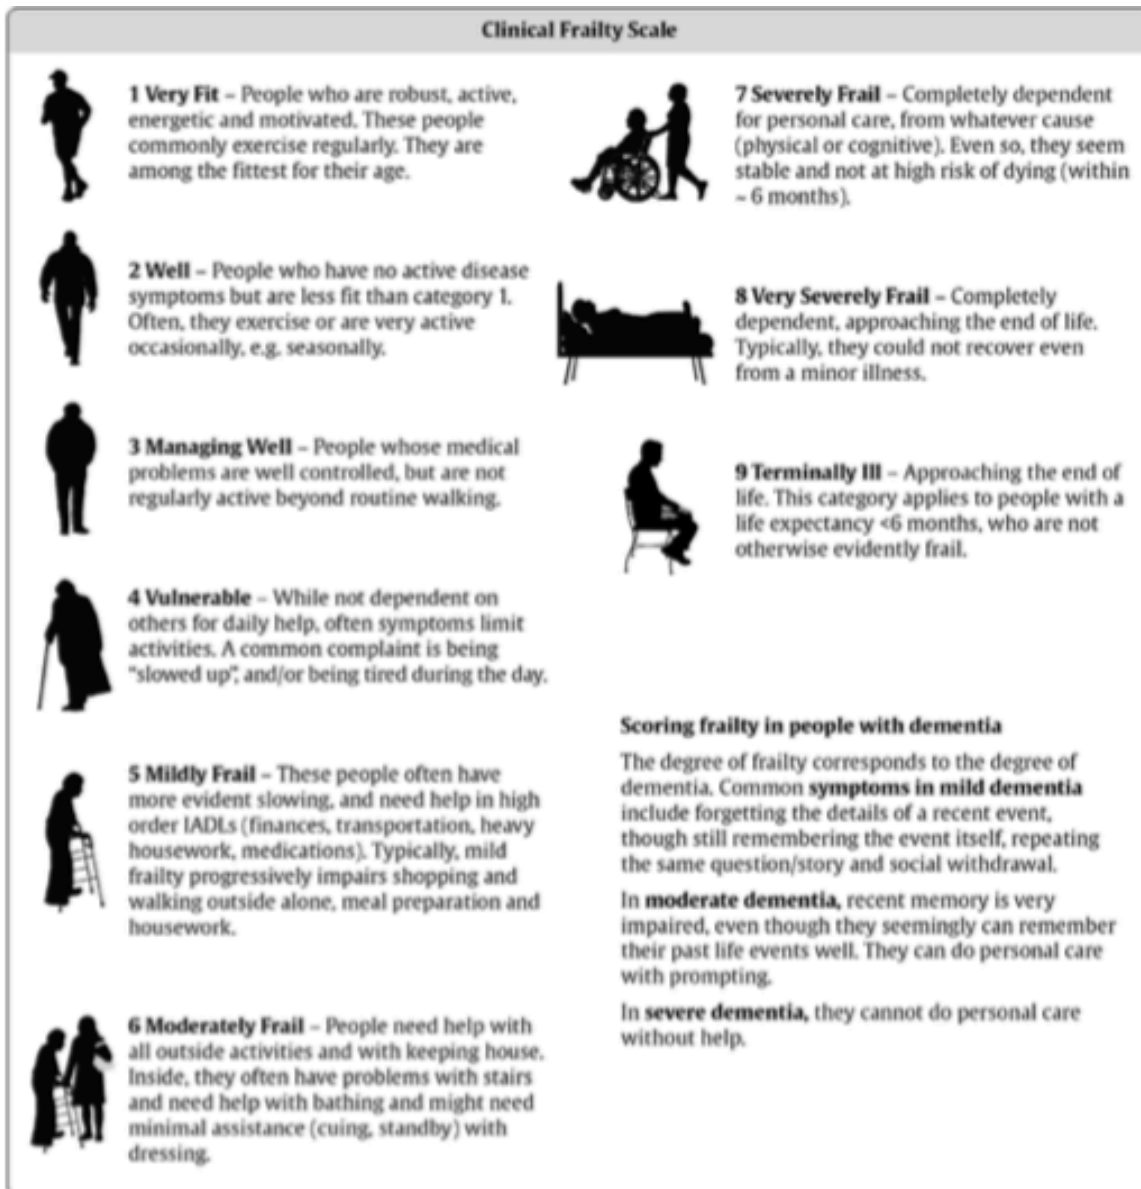 Clinical Frailty Scale
1 Very Fit – People who are robust, active,
energetic and motivated. These people
commonly exercise regularly. They are
among the fittest for their age.
2 Well – People who have no active disease
symptoms but are less fit than category 1.
Often, they exercise or are very active
occasionally, e.g. seasonally.
3 Managing Well – People whose medical
problems are well controlled, but are not
regularly active beyond routine walking.
4 Vulnerable – While not dependent on
others for daily help, often symptoms limit
activities. A common complaint is being
"slowed up", and/or being tired during the day.
5 Mildly Frail – These people often have
more evident slowing, and need help in high
order IADLs (finances, transportation, heavy
housework, medications). Typically, mild
frailty progressively impairs shopping and
walking outside alone, meal preparation and
housework.
6 Moderately Frail – People need help with
all outside activities and with keeping house.
Inside, they often have problems with stairs
and need help with bathing and might need
minimal assistance (cuing, standby) with
dressing.
7 Severely Frail – Completely dependent
for personal care, from whatever cause
(physical or cognitive). Even so, they seem
stable and not at high risk of dying (within
~ 6 months).
8 Very Severely Frail – Completely
dependent, approaching the end of life.
Typically, they could not recover even
from a minor illness.
9 Terminally Ill – Approaching the end of
life. This category applies to people with a
life expectancy <6 months, who are not
otherwise evidently frail.
Scoring frailty in people with dementia
The degree of frailty corresponds to the degree of
dementia. Common symptoms in mild dementia
include forgetting the details of a recent event,
though still remembering the event itself, repeating
the same question/story and social withdrawal.
In moderate dementia, recent memory is very
impaired, even though they seemingly can remember
their past life events well. They can do personal care
with prompting.
In severe dementia, they cannot do personal care
without help.